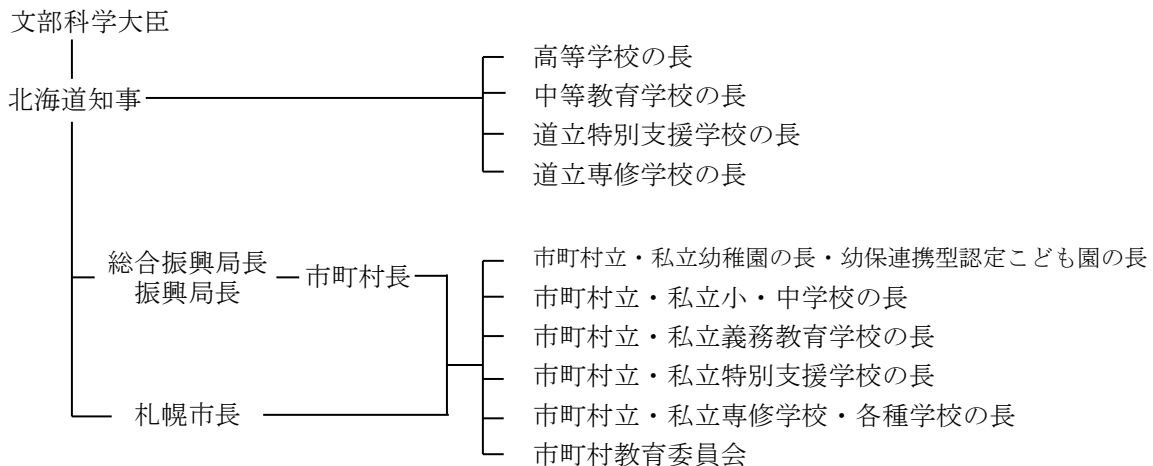 文部科学大臣
北海道知事
高等学校の長
中等教育学校の長
道立特別支援学校の長
道立専修学校の長
総合振興局長
振興局長
市町村長
札幌市長
市町村立・私立幼稚園の長・幼保連携型認定こども園の長
市町村立・私立小・中学校の長
市町村立・私立義務教育学校の長
市町村立・私立特別支援学校の長
市町村立・私立専修学校・各種学校の長
市町村教育委員会